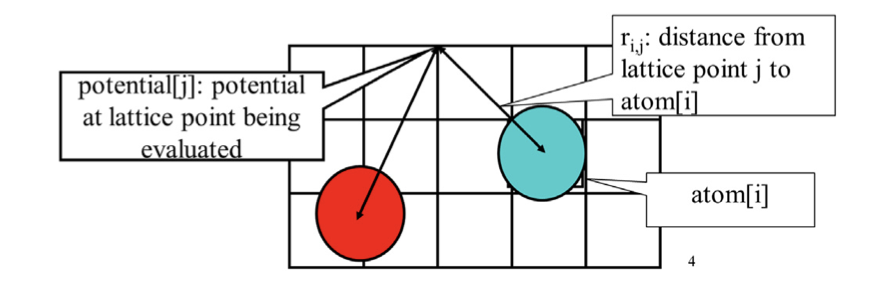 potential[j]: potential
at lattice point being
evaluated
r_{i,j}: distance from
lattice point j to
atom[i]
atom[i]
4